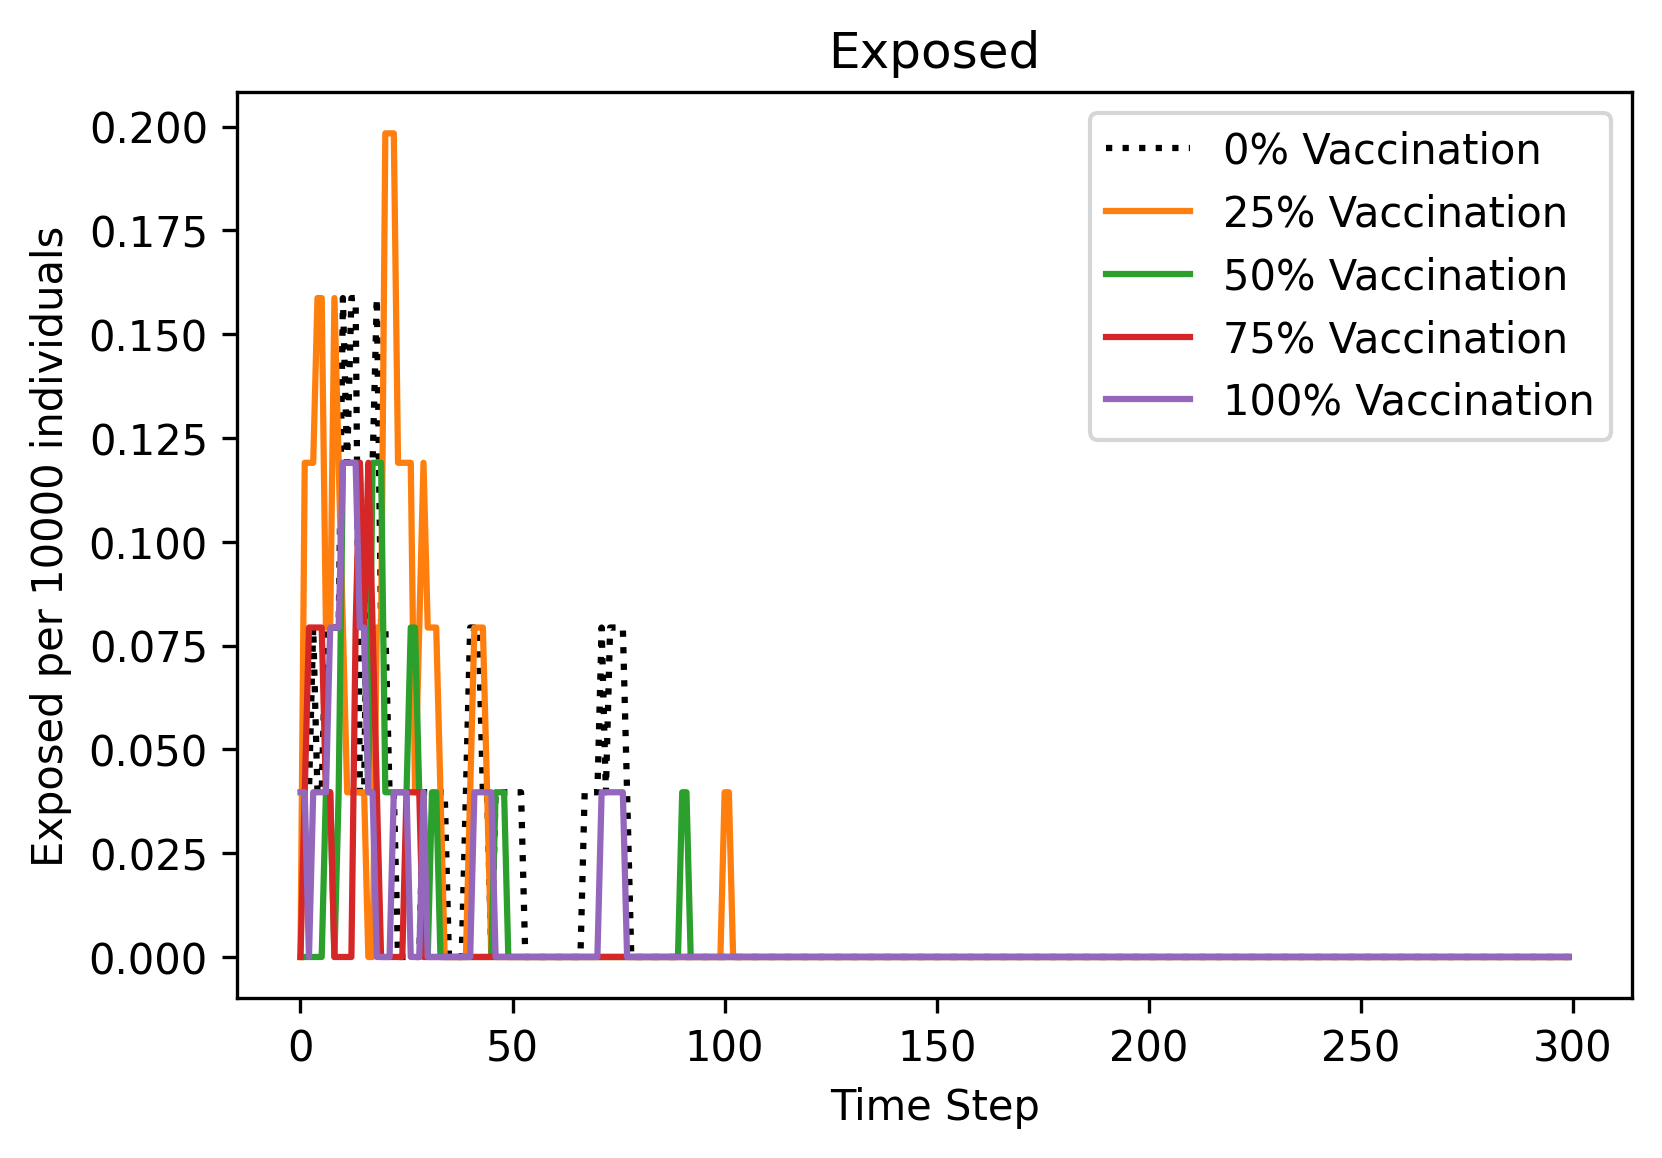 Exposed
Exposed per 10000 individuals
0.200
0.175
0.150
0.125
0.100
0.075
0.050
0.025
0.000
0% Vaccination
25% Vaccination
50% Vaccination
75% Vaccination
100% Vaccination
0 50 100 150 200 250 300
Time Step